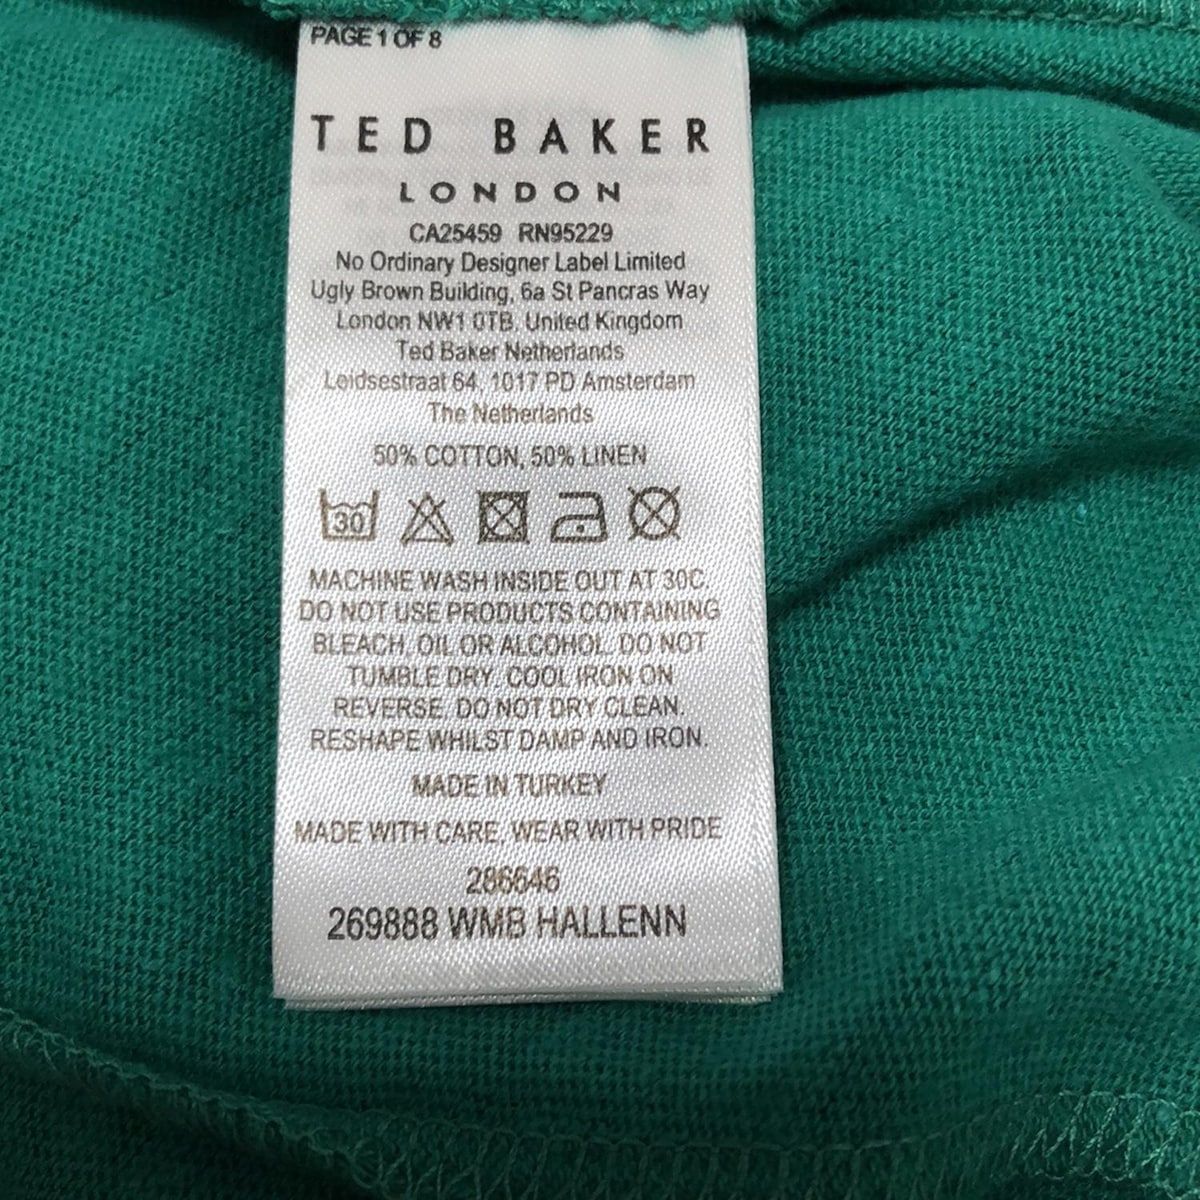 PAGE 1 OF 8
TED BAKER
LONDON
CA25459 RN95229
No Ordinary Designer Label Limited
Ugly Brown Building, 6a St Pancras Way
London NW1 0TB, United Kingdom
Ted Baker Netherlands
Leidsestraat 64, 1017 PD Amsterdam
The Netherlands
50% COTTON, 50% LINEN
30
MACHINE WASH INSIDE OUT AT 30C.
DO NOT USE PRODUCTS CONTAINING
BLEACH, OIL OR ALCOHOL. DO NOT
TUMBLE DRY. COOL IRON ON
REVERSE. DO NOT DRY CLEAN.
RESHAPE WHILST DAMP AND IRON.
MADE IN TURKEY
MADE WITH CARE, WEAR WITH PRIDE
286646
269888 WMB HALLENN